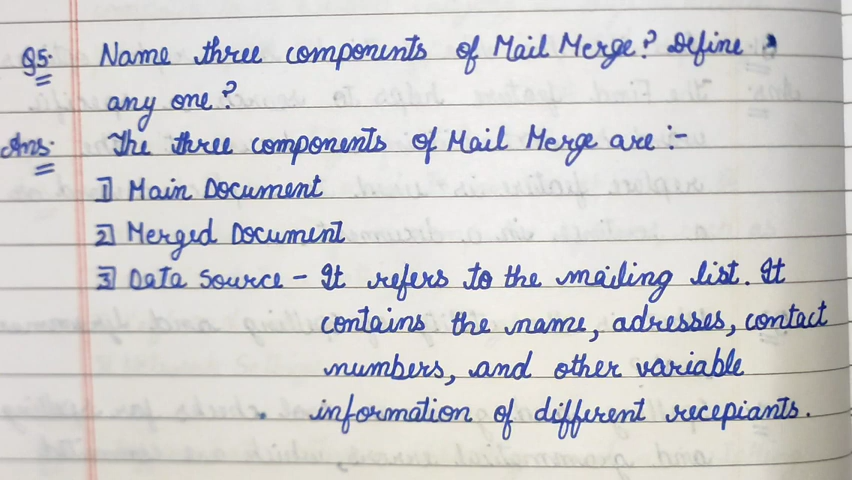 Q5. Name three components of Mail Merge? Define
any one?
Ans. The three components of Mail Merge are :-
1] Main Document
2] Merged Document
3] Data Source - It refers to the mailing list. It
contains the name, adresses, contact
numbers, and other variable
information of different recepiants.